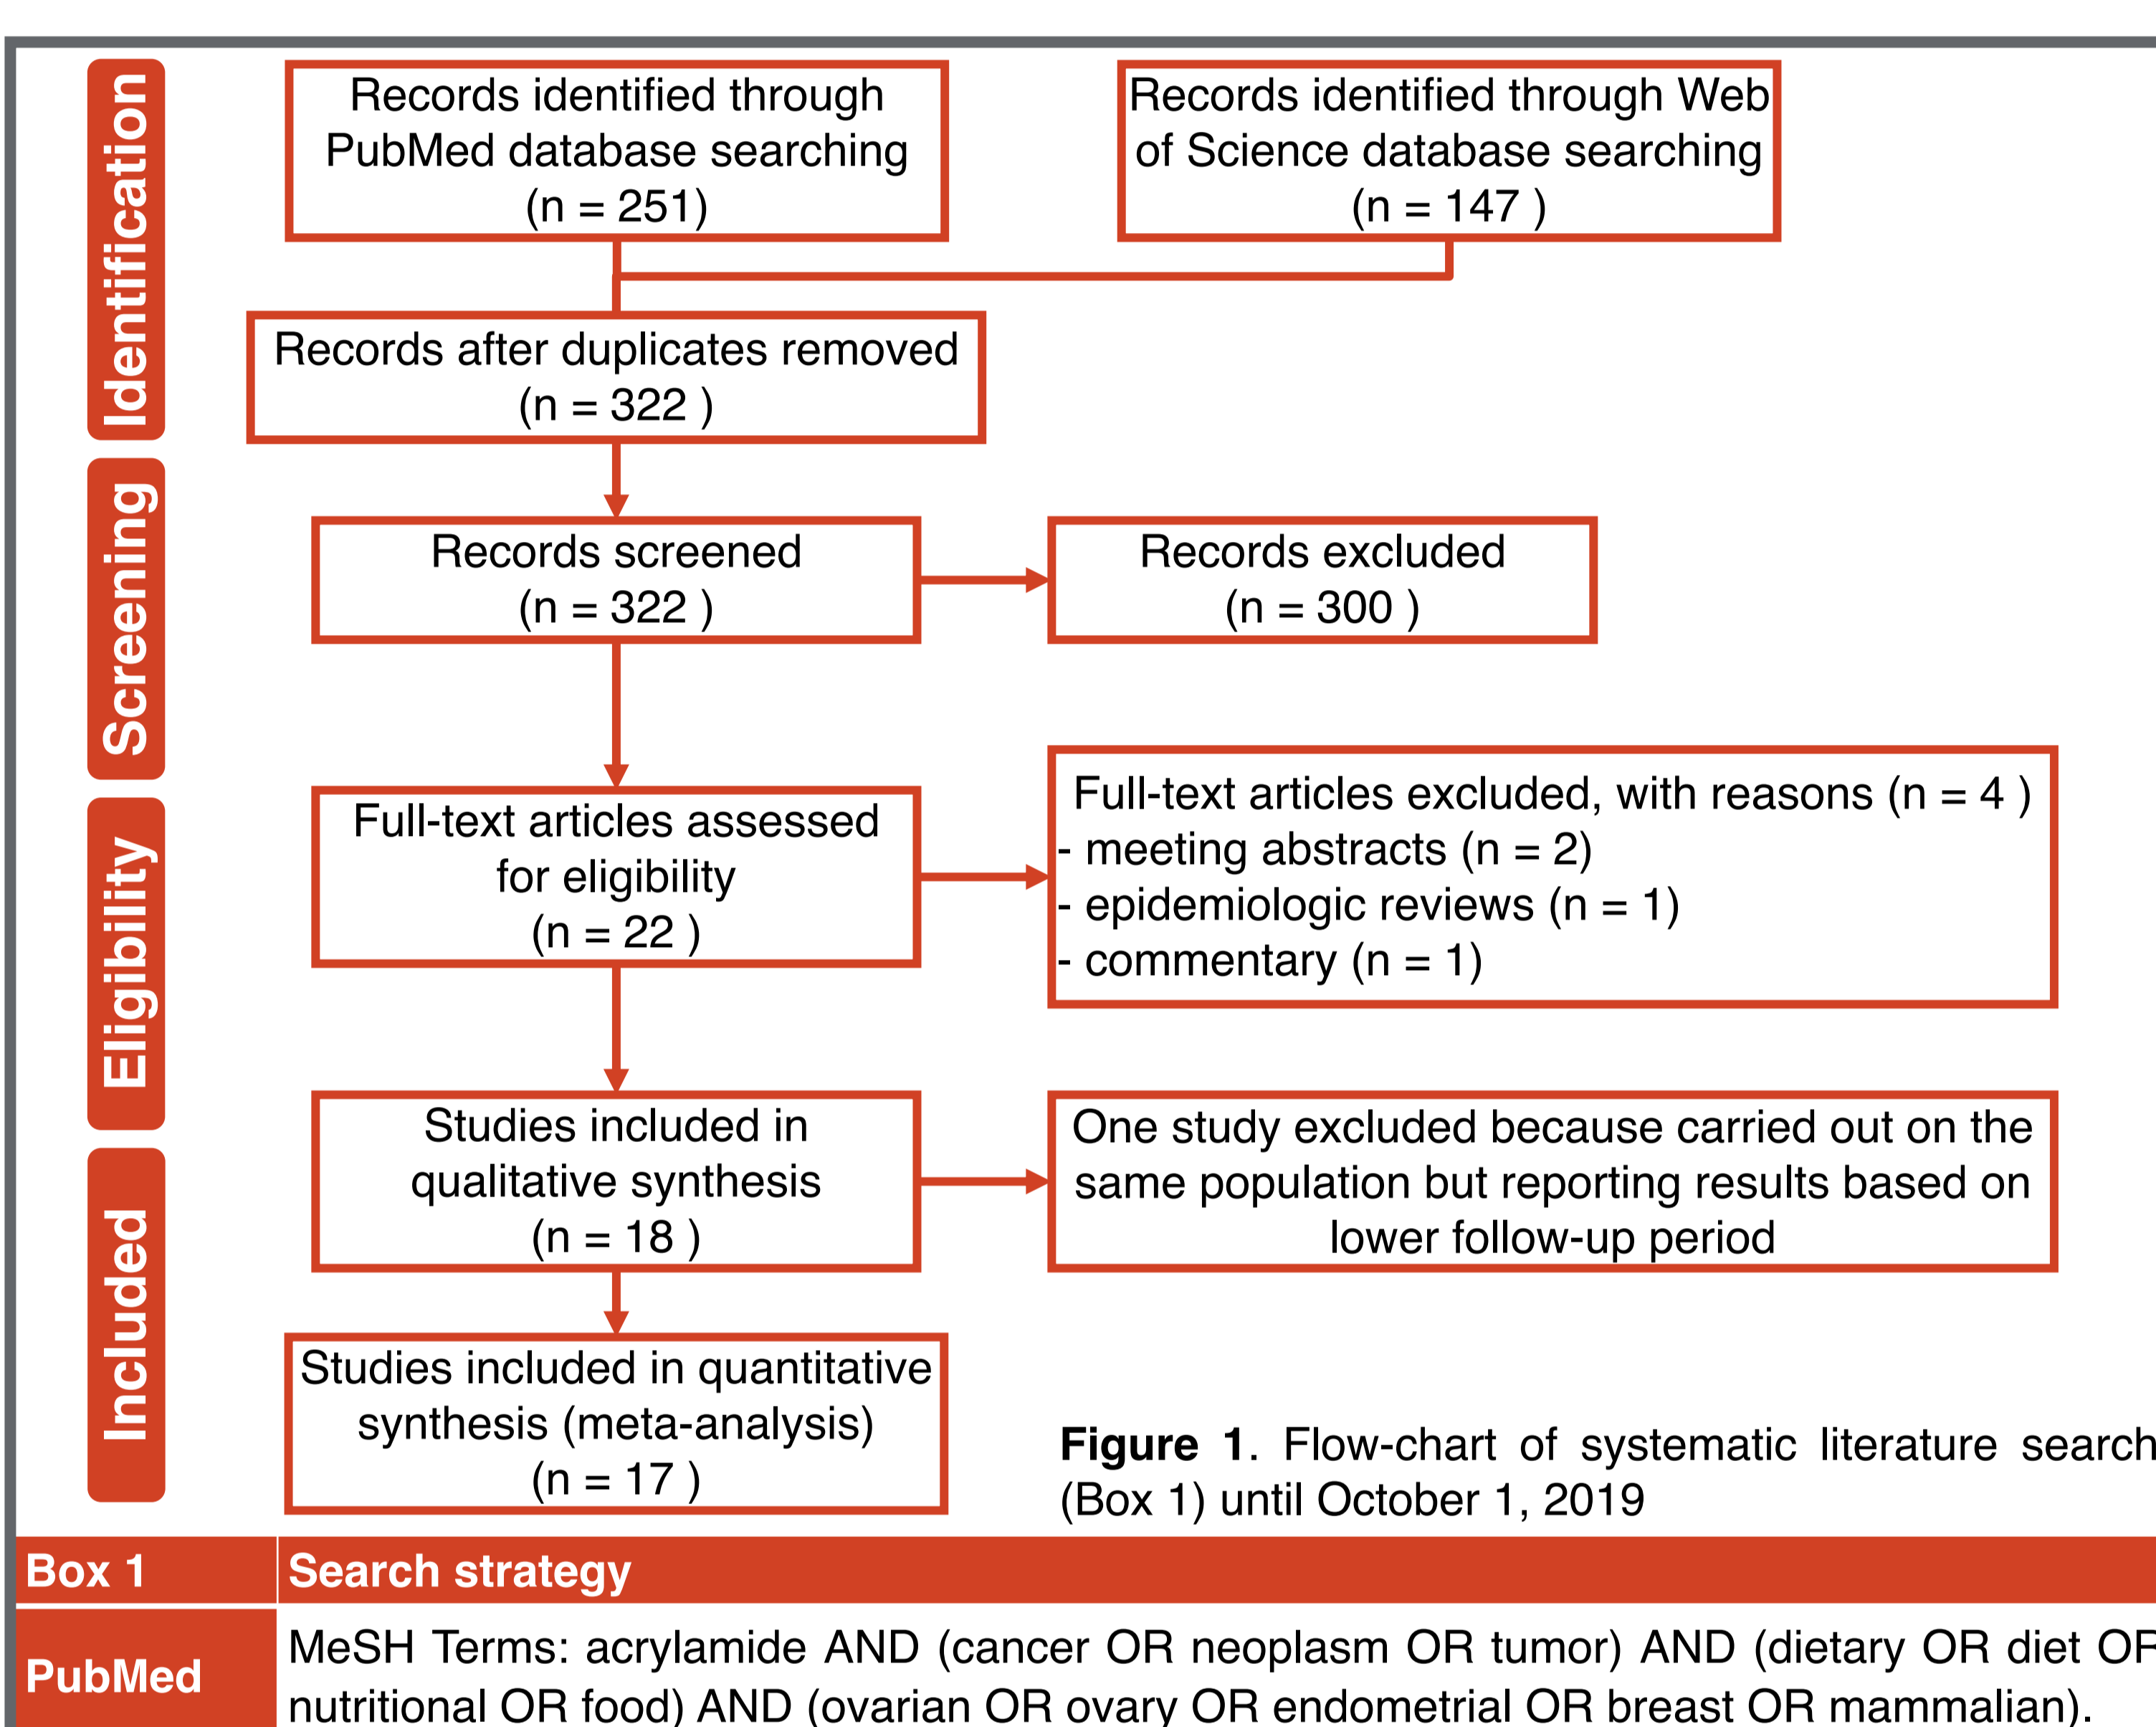 Identification
Records identified through
PubMed database searching
(n = 251)
Records identified through Web
of Science database searching
(n = 147 )
Records after duplicates removed
(n = 322 )
Screening
Records screened
(n = 322 )
Records excluded
(n = 300 )
Eligibility
Full-text articles assessed
for eligibility
(n = 22 )
Full-text articles excluded, with reasons (n = 4 )
- meeting abstracts (n = 2)
- epidemiologic reviews (n = 1)
- commentary (n = 1)
Included
Studies included in
qualitative synthesis
(n = 18 )
One study excluded because carried out on the
same population but reporting results based on
lower follow-up period
Studies included in quantitative
synthesis (meta-analysis)
(n = 17 )
Figure 1. Flow-chart of systematic literature search
(Box 1) until October 1, 2019
Box 1
Search strategy
PubMed
MeSH Terms: acrylamide AND (cancer OR neoplasm OR tumor) AND (dietary OR diet OR
nutritional OR food) AND (ovarian OR ovary OR endometrial OR breast OR mammalian).